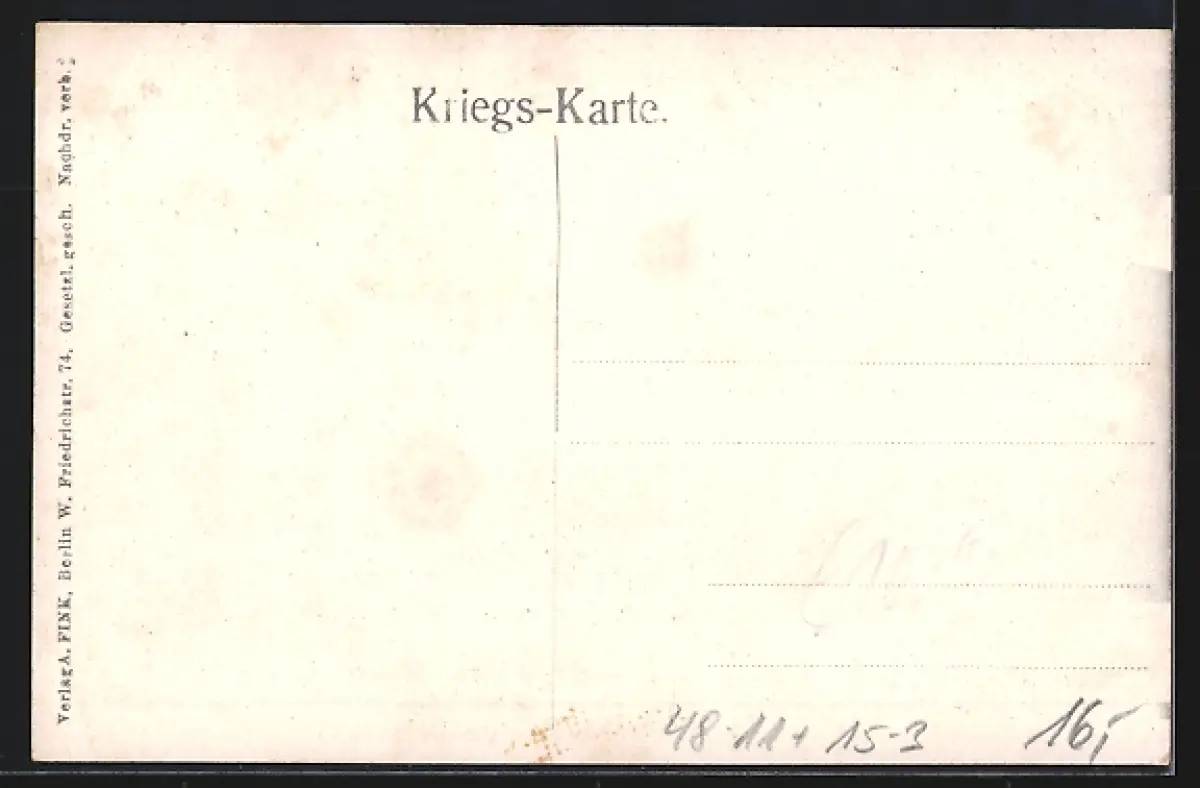 Kriegs-Karte.
Verlag A. FINK, Berlin W. Friedrichstr. 74. Gesetzl. gesch. Nachdr. verb.
48-11+ 15-3
16,-